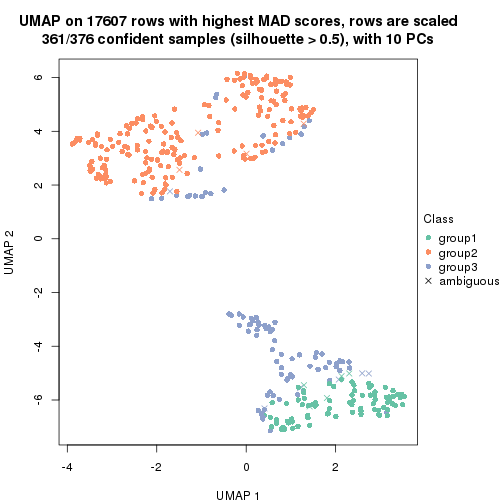 UMAP on 17607 rows with highest MAD scores, rows are scaled
361/376 confident samples (silhouette > 0.5), with 10 PCs
6
4
2
0
-2
-4
-6
UMAP 2
-4
-2
0
2
UMAP 1
Class
group1
group2
group3
ambiguous